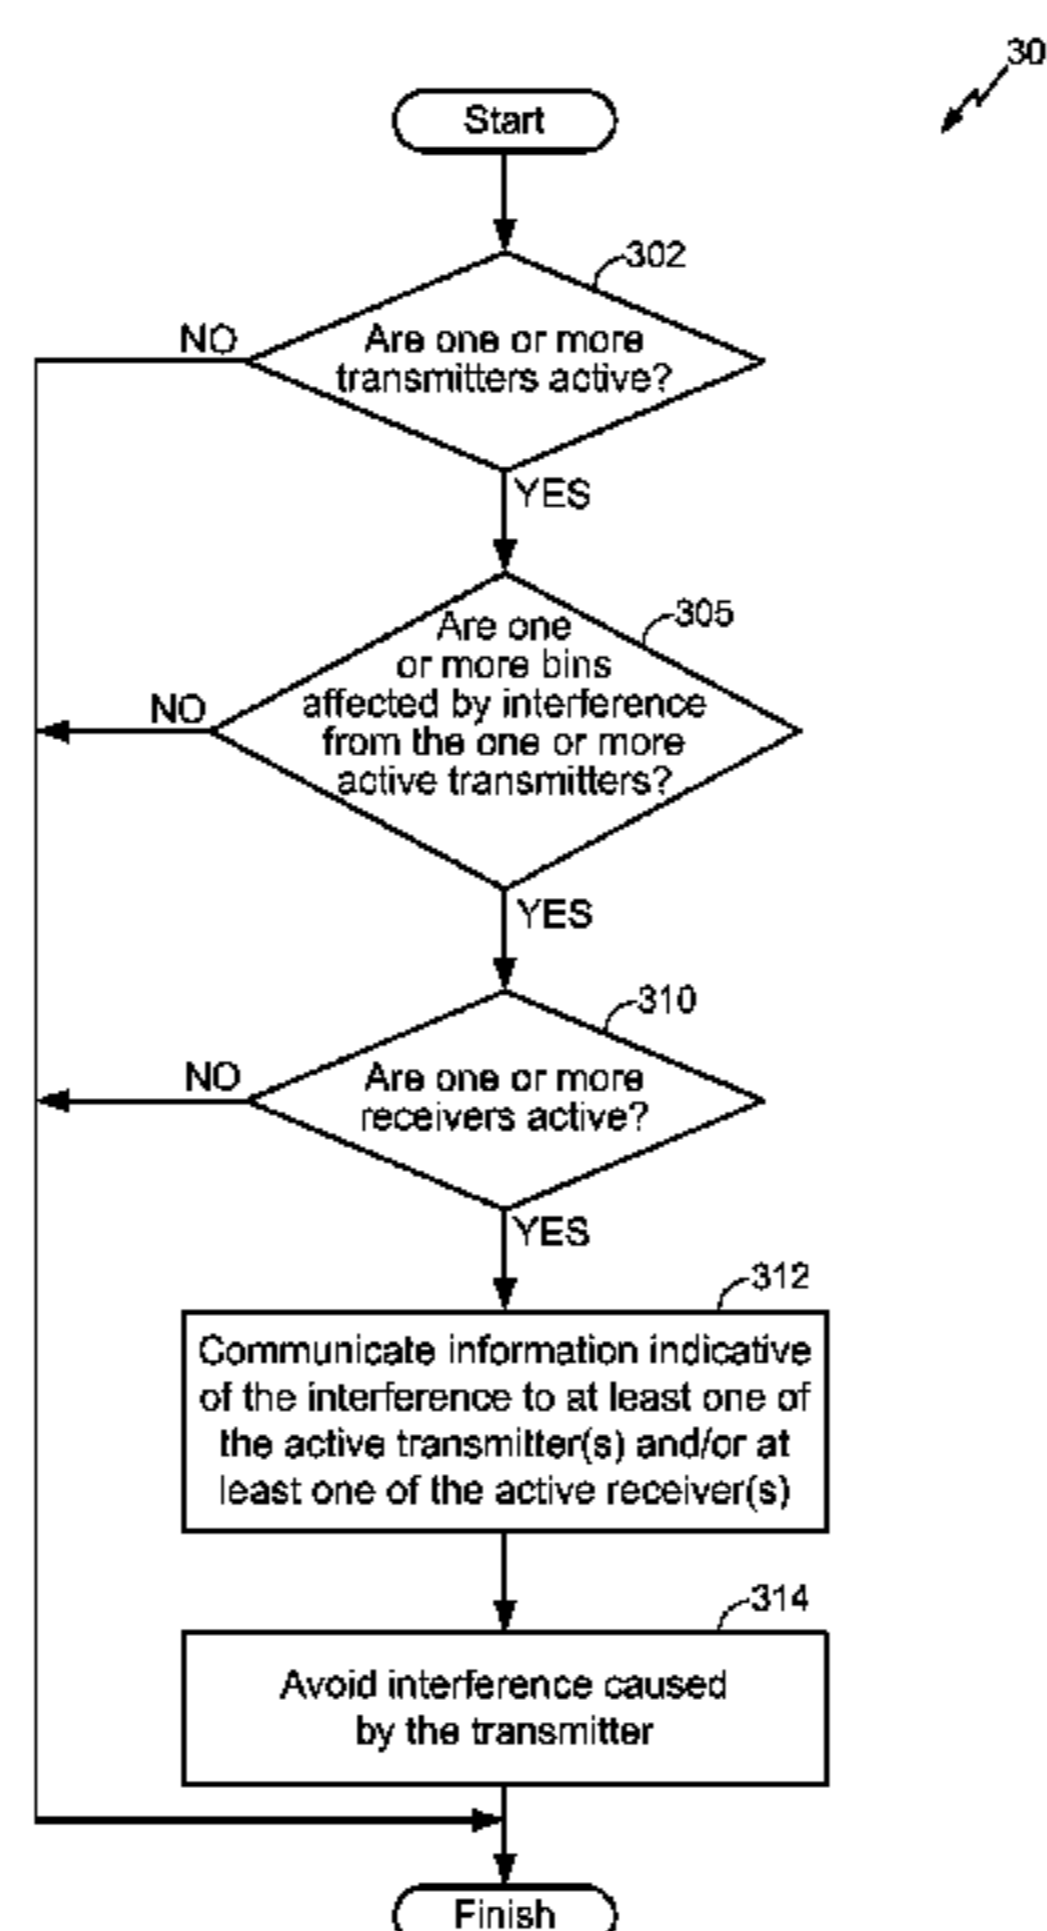 30
Start
302
Are one or more
transmitters active?
NO
YES
305
Are one
or more bins
affected by interference
from the one or more
active transmitters?
NO
YES
310
Are one or more
receivers active?
NO
YES
312
Communicate information indicative
of the interference to at least one of
the active transmitter(s) and/or at
least one of the active receiver(s)
314
Avoid interference caused
by the transmitter
Finish